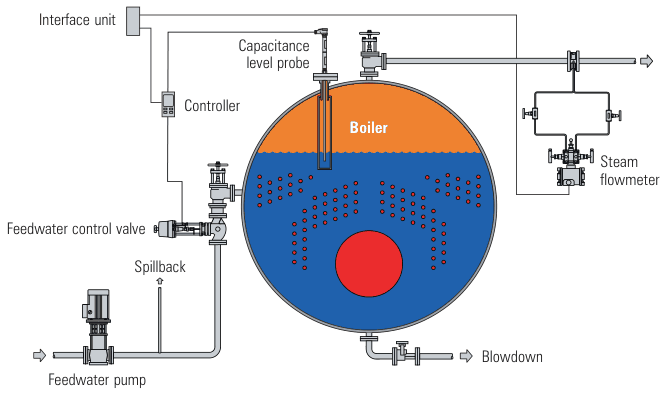 Interface unit
Capacitance
level probe
Controller
Boiler
Steam
flowmeter
Feedwater control valve
Spillback
Blowdown
Feedwater pump